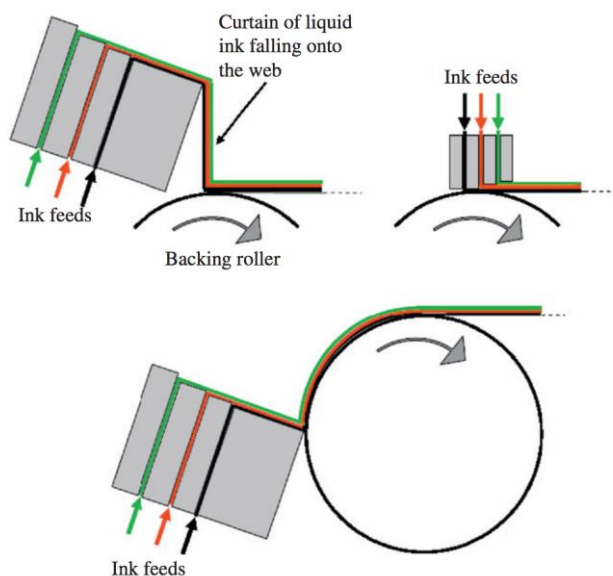 Curtain of liquid
ink falling onto
the web
Ink feeds
Ink feeds
Backing roller
Ink feeds